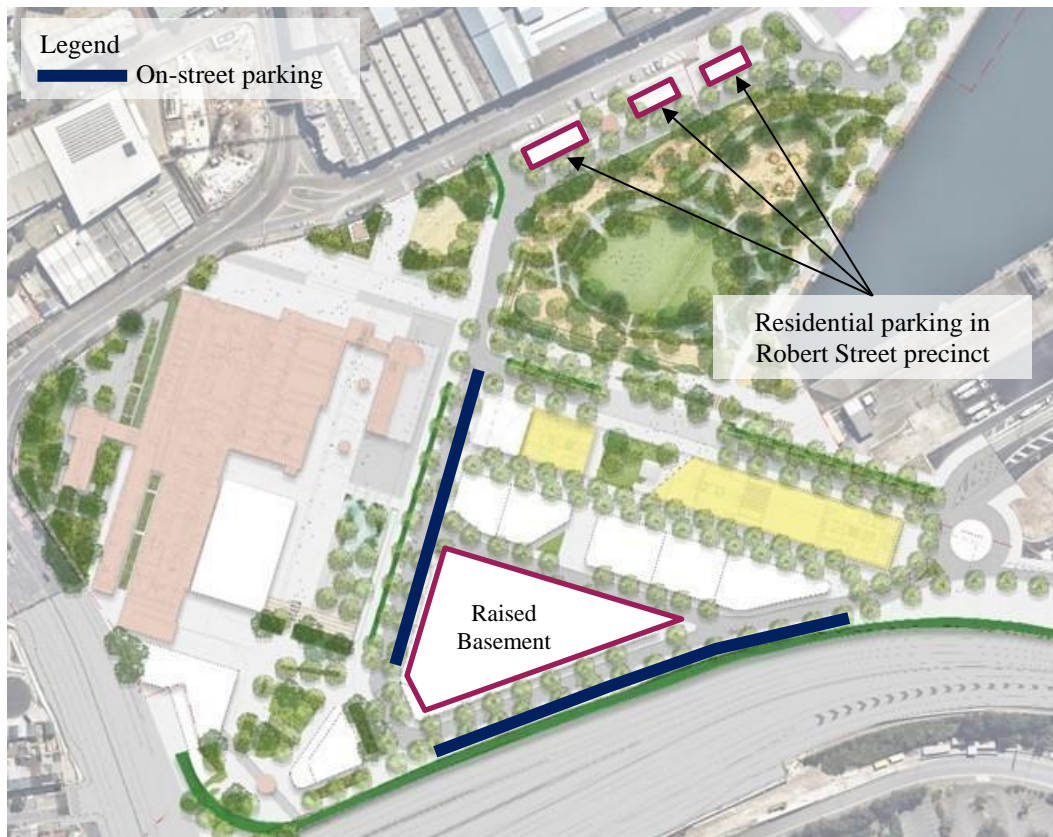 Legend
On-street parking
Residential parking in
Robert Street precinct
Raised
Basement